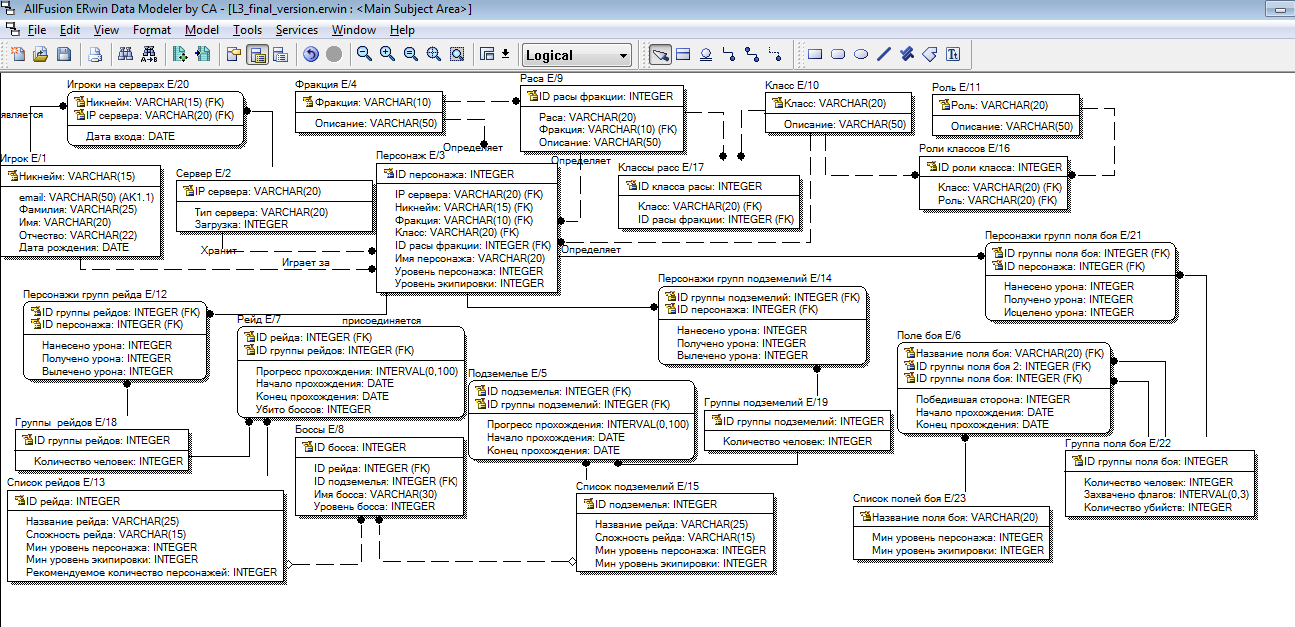 AllFusion ERwin Data Modeler by CA - [L3_final_version.erwin : <Main Subject Area>]
File Edit View Format Model Tools Services Window Help
Logical
Игроки на серверах E/20
Никнейм: VARCHAR(15) (FK)
IP сервера: VARCHAR(20) (FK)
Дата входа: DATE
является
Фракция E/4
Фракция: VARCHAR(10)
Описание: VARCHAR(50)
Раса E/9
ID расы фракции: INTEGER
Раса: VARCHAR(20)
Фракция: VARCHAR(10) (FK)
Описание: VARCHAR(50)
Класс E/10
Класс: VARCHAR(20)
Описание: VARCHAR(50)
Роль E/11
Роль: VARCHAR(20)
Описание: VARCHAR(50)
Определяет
Определяет
Игрок E/1
Никнейм: VARCHAR(15)
email: VARCHAR(50) (AK1.1)
Фамилия: VARCHAR(25)
Имя: VARCHAR(20)
Отчество: VARCHAR(22)
Дата рождения: DATE
Сервер E/2
IP сервера: VARCHAR(20)
Тип сервера: VARCHAR(20)
Загрузка: INTEGER
Хранит
Играет за
Персонаж E/3
ID персонажа: INTEGER
IP сервера: VARCHAR(20) (FK)
Никнейм: VARCHAR(15) (FK)
Фракция: VARCHAR(10) (FK)
Класс: VARCHAR(20) (FK)
ID расы фракции: INTEGER (FK)
Имя персонажа: VARCHAR(20)
Уровень персонажа: INTEGER
Уровень экипировки: INTEGER
Определяет
Классы расс E/17
ID класса расы: INTEGER
Класс: VARCHAR(20) (FK)
ID расы фракции: INTEGER (FK)
Роли классов E/16
ID роли класса: INTEGER
Класс: VARCHAR(20) (FK)
Роль: VARCHAR(20) (FK)
Персонажи групп поля боя E/21
ID группы поля боя: INTEGER (FK)
ID персонажа: INTEGER (FK)
Нанесено урона: INTEGER
Получено урона: INTEGER
Исцелено урона: INTEGER
Персонажи групп рейда E/12
ID группы рейдов: INTEGER (FK)
ID персонажа: INTEGER (FK)
Нанесено урона: INTEGER
Получено урона: INTEGER
Вылечено урона: INTEGER
Рейд E/7
присоединяется
ID рейда: INTEGER (FK)
ID группы рейдов: INTEGER (FK)
Прогресс прохождения: INTERVAL(0,100)
Начало прохождения: DATE
Конец прохождения: DATE
Убито боссов: INTEGER
Персонажи групп подземелий E/14
ID группы подземелий: INTEGER (FK)
ID персонажа: INTEGER (FK)
Нанесено урона: INTEGER
Получено урона: INTEGER
Вылечено урона: INTEGER
Поле боя E/6
Название поля боя: VARCHAR(20) (FK)
ID группы поля боя 2: INTEGER (FK)
ID группы поля боя: INTEGER (FK)
Победившая сторона: INTEGER
Начало прохождения: DATE
Конец прохождения: DATE
Подземелье E/5
ID подземелья: INTEGER (FK)
ID группы подземелий: INTEGER (FK)
Прогресс прохождения: INTERVAL(0,100)
Начало прохождения: DATE
Конец прохождения: DATE
Группы подземелий E/19
ID группы подземелий: INTEGER
Количество человек: INTEGER
Группы рейдов E/18
ID группы рейдов: INTEGER
Количество человек: INTEGER
Боссы E/8
ID босса: INTEGER
ID рейда: INTEGER (FK)
ID подземелья: INTEGER (FK)
Имя босса: VARCHAR(30)
Уровень босса: INTEGER
Группа поля боя E/22
ID группы поля боя: INTEGER
Количество человек: INTEGER
Захвачено флагов: INTERVAL(0,3)
Количество убийств: INTEGER
Список рейдов E/13
ID рейда: INTEGER
Название рейда: VARCHAR(25)
Сложность рейда: VARCHAR(15)
Мин уровень персонажа: INTEGER
Мин уровень экипировки: INTEGER
Рекомендуемое количество персонажей: INTEGER
Список подземелий E/15
ID подземелья: INTEGER
Название рейда: VARCHAR(25)
Сложность рейда: VARCHAR(15)
Мин уровень персонажа: INTEGER
Мин уровень экипировки: INTEGER
Список полей боя E/23
Название поля боя: VARCHAR(20)
Мин уровень персонажа: INTEGER
Мин уровень экипировки: INTEGER